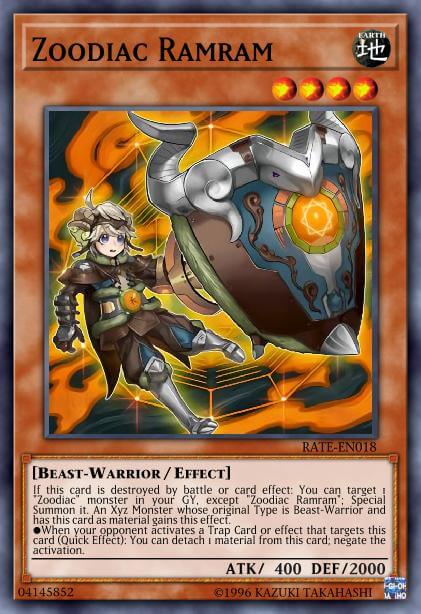 Zoodiac Ramram
EARTH
地
RATE-EN018
[Beast-Warrior / Effect]
If this card is destroyed by battle or card effect: You can target 1
"Zoodiac" monster in your GY, except "Zoodiac Ramram"; Special
Summon it. An Xyz Monster whose original Type is Beast-Warrior and
has this card as material gains this effect.
●When your opponent activates a Trap Card or effect that targets this
card (Quick Effect): You can detach 1 material from this card; negate the
activation.
ATK/ 400 DEF/2000
04145852
©1996 KAZUKI TAKAHASHI